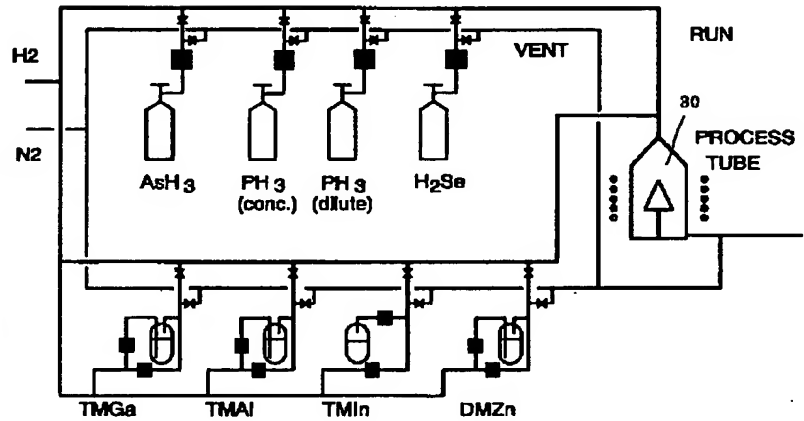 RUN
H2
VENT
30
N2
PROCESS
TUBE
AsH3
PH3
(conc.)
PH3
(dilute)
H2Se
TMGa
TMAl
TMIn
DMZn